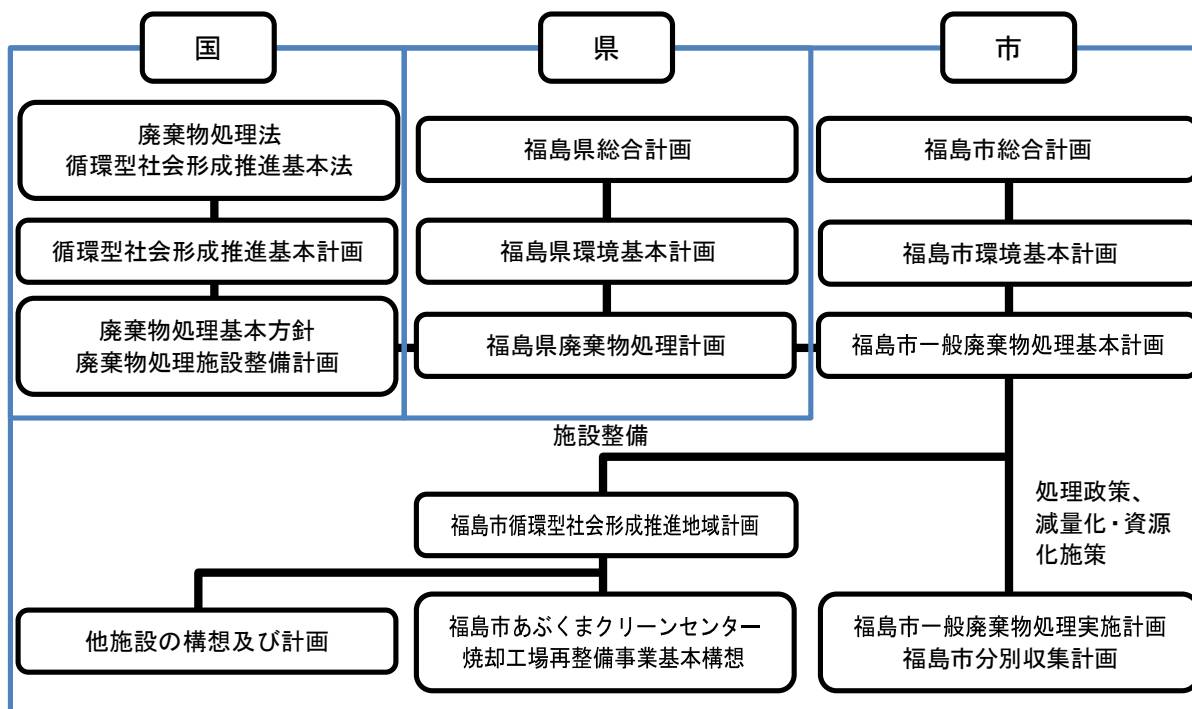 国
廃棄物処理法
循環型社会形成推進基本法
循環型社会形成推進基本計画
廃棄物処理基本方針
廃棄物処理施設整備計画
県
福島県総合計画
福島県環境基本計画
福島県廃棄物処理計画
市
福島市総合計画
福島市環境基本計画
福島市一般廃棄物処理基本計画
施設整備
処理政策、
減量化・資源
化施策
福島市循環型社会形成推進地域計画
他施設の構想及び計画
福島市あぶくまクリーンセンター
焼却工場再整備事業基本構想
福島市一般廃棄物処理実施計画
福島市分別収集計画